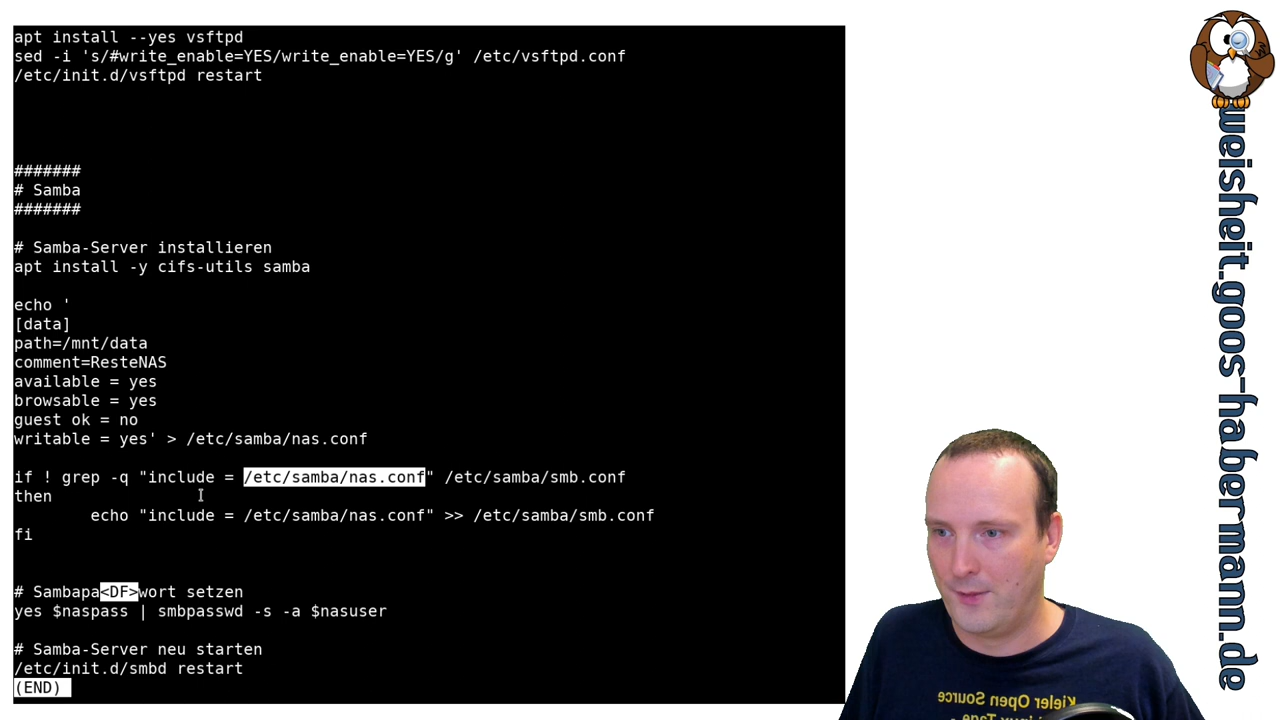 apt install --yes vsftpd
sed -i 's/#write_enable=YES/write_enable=YES/g' /etc/vsftpd.conf
/etc/init.d/vsftpd restart
#######
# Samba
#######
# Samba-Server installieren
apt install -y cifs-utils samba
echo '
[data]
path=/mnt/data
comment=ResteNAS
available = yes
browsable = yes
guest ok = no
writable = yes' > /etc/samba/nas.conf
if ! grep -q "include = /etc/samba/nas.conf" /etc/samba/smb.conf
then
        echo "include = /etc/samba/nas.conf" >> /etc/samba/smb.conf
fi
# Sambapa<DF>wort setzen
yes $naspass | smbpasswd -s -a $nasuser
# Samba-Server neu starten
/etc/init.d/smbd restart
(END)
weisheit.goos-habermann.de
Kieler Open Source